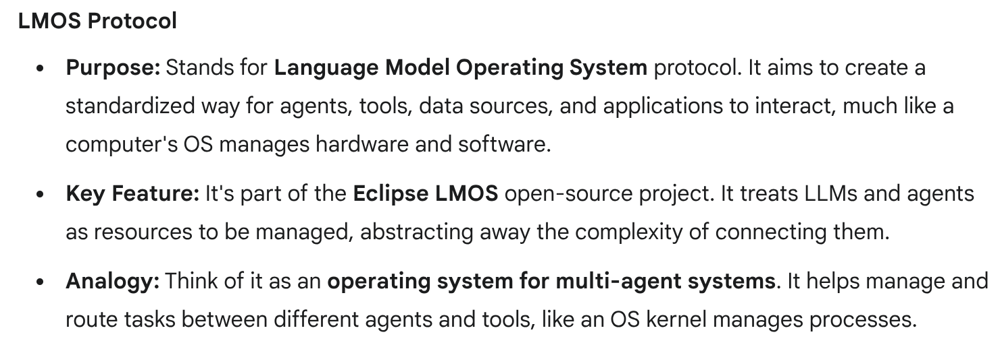 LMOS Protocol
• Purpose: Stands for Language Model Operating System protocol. It aims to create a
standardized way for agents, tools, data sources, and applications to interact, much like a
computer's OS manages hardware and software.
• Key Feature: It's part of the Eclipse LMOS open-source project. It treats LLMs and agents
as resources to be managed, abstracting away the complexity of connecting them.
• Analogy: Think of it as an operating system for multi-agent systems. It helps manage and
route tasks between different agents and tools, like an OS kernel manages processes.